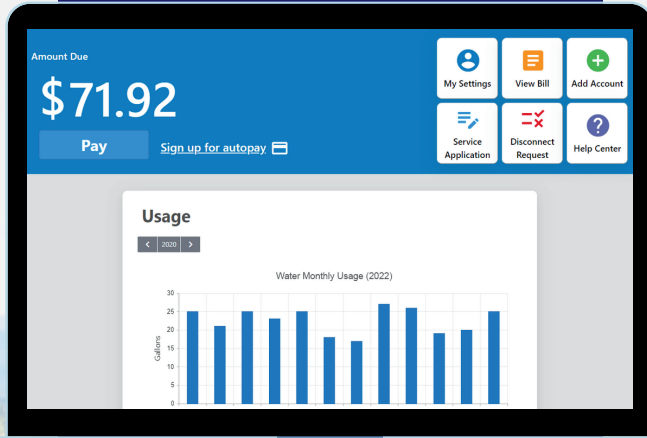 Amount Due
$71.92
Pay
Sign up for autopay
My Settings
View Bill
Add Account
Service
Application
Disconnect
Request
Help Center
Usage
< 2020 >
Water Monthly Usage (2022)
Gallons
30
25
20
15
10
5
0